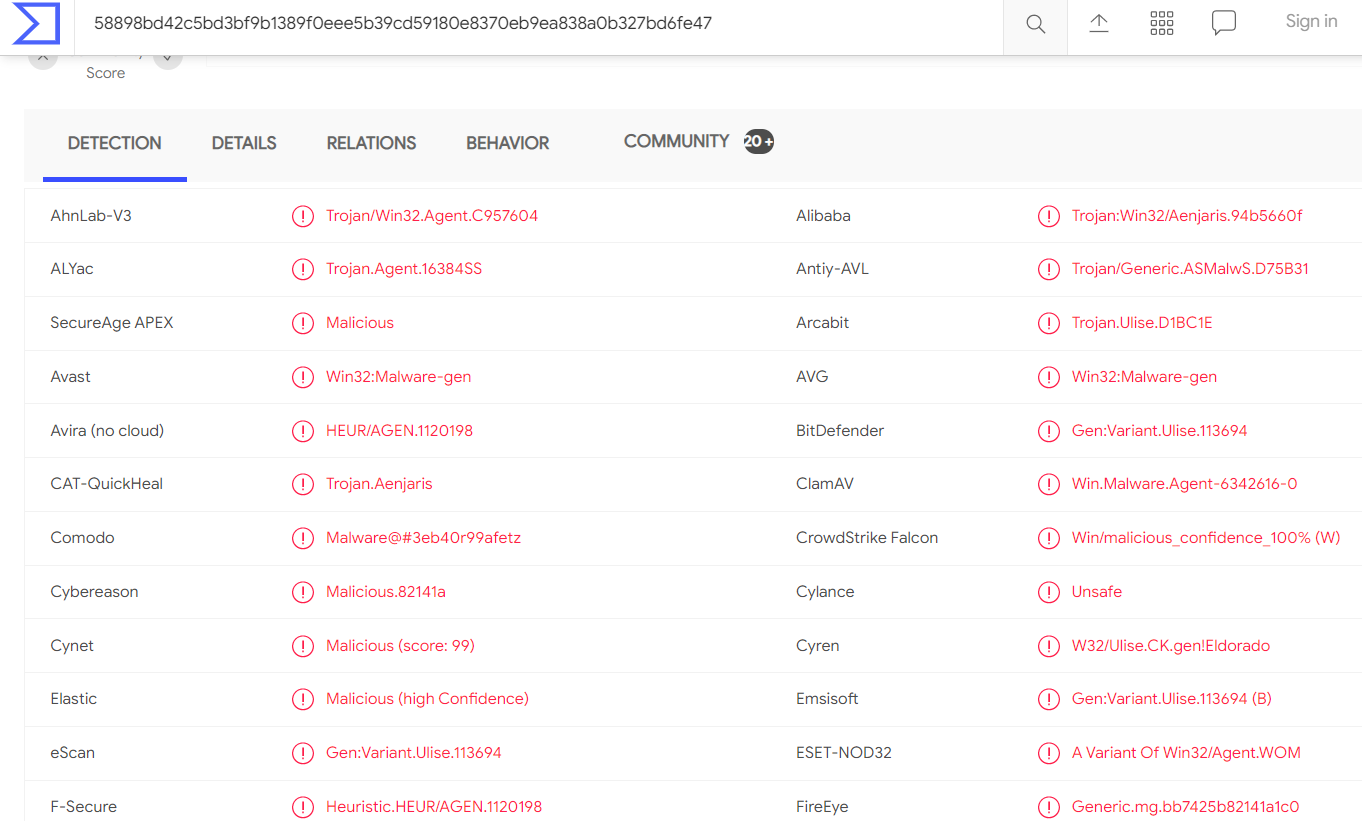 58898bd42c5bd3bf9b1389f0eee5b39cd59180e8370eb9ea838a0b327bd6fe47
Sign in
Score
DETECTION DETAILS RELATIONS BEHAVIOR COMMUNITY 20+
AhnLab-V3 Trojan/Win32.Agent.C957604 Alibaba Trojan:Win32/Aenjaris.94b5660f
ALYac Trojan.Agent.16384SS Antiy-AVL Trojan/Generic.ASMalwS.D75B31
SecureAge APEX Malicious Arcabit Trojan.Ulise.D1BC1E
Avast Win32:Malware-gen AVG Win32:Malware-gen
Avira (no cloud) HEUR/AGEN.1120198 BitDefender Gen:Variant.Ulise.113694
CAT-QuickHeal Trojan.Aenjaris ClamAV Win.Malware.Agent-6342616-0
Comodo Malware@#3eb40r99afetz CrowdStrike Falcon Win/malicious_confidence_100% (W)
Cybereason Malicious.82141a Cylance Unsafe
Cynet Malicious (score: 99) Cyren W32/Ulise.CK.gen!Eldorado
Elastic Malicious (high Confidence) Emsisoft Gen:Variant.Ulise.113694 (B)
eScan Gen:Variant.Ulise.113694 ESET-NOD32 A Variant Of Win32/Agent.WOM
F-Secure Heuristic.HEUR/AGEN.1120198 FireEye Generic.mg.bb7425b82141a1c0